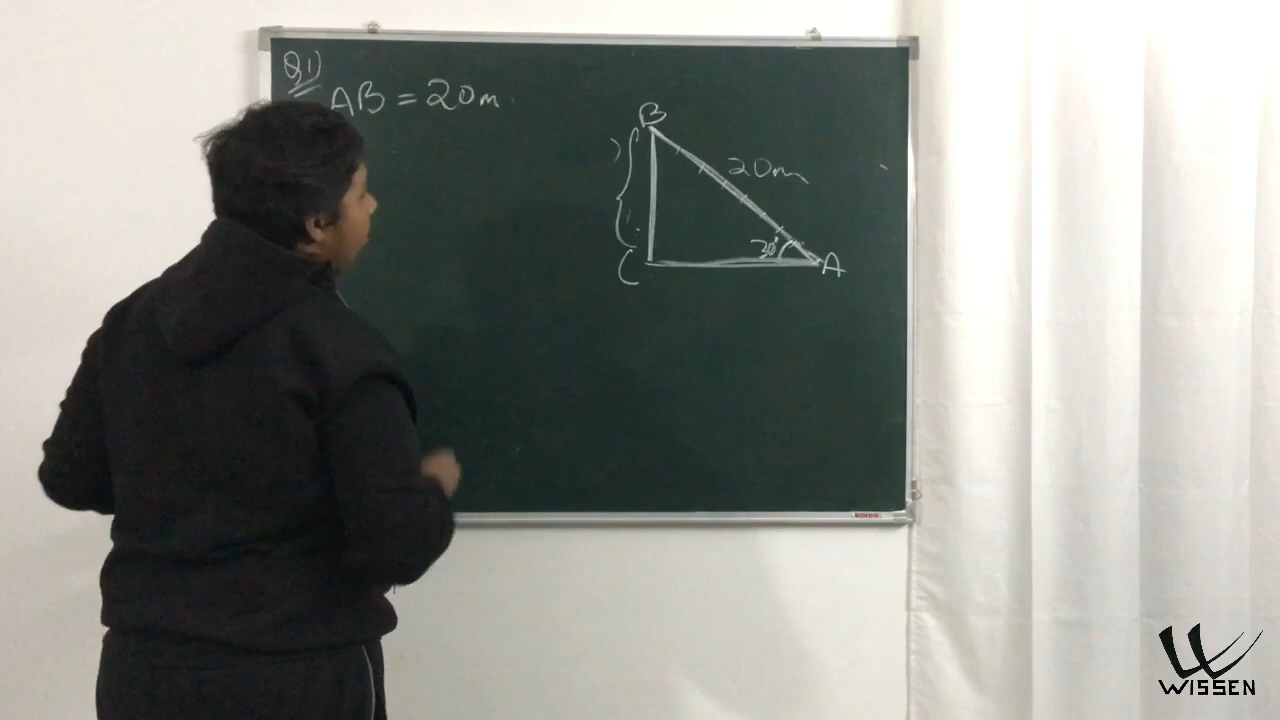 Q1)
AB = 20m
B
20m
30°
C
A
WISSEN